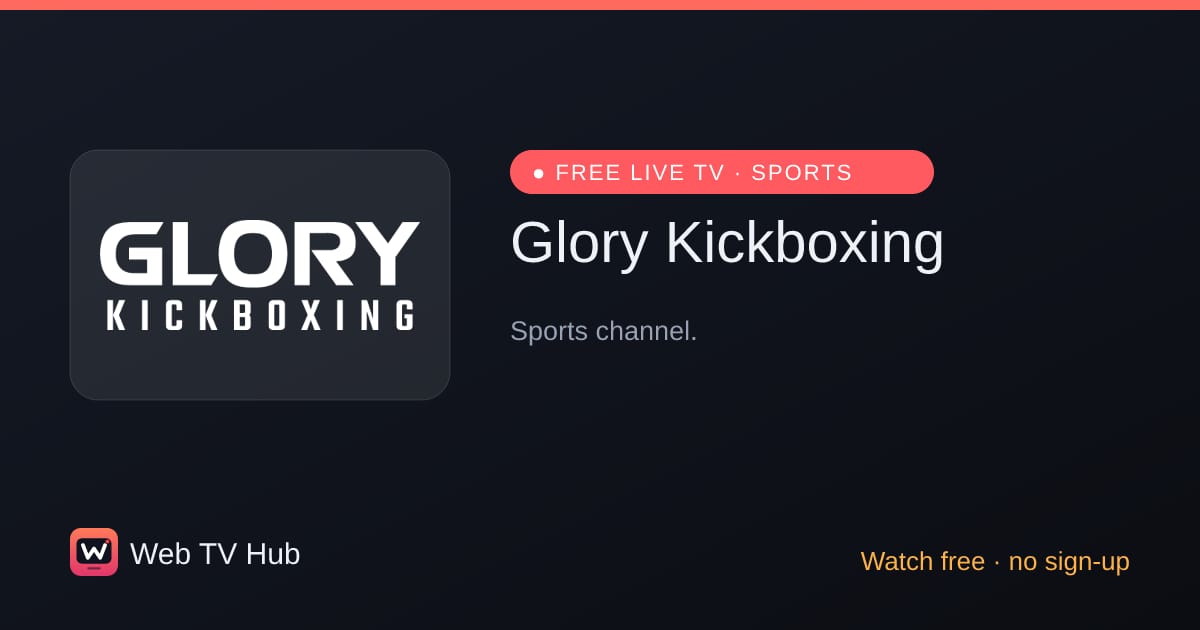 GLORY
KICKBOXING
FREE LIVE TV · SPORTS
Glory Kickboxing
Sports channel.
W
Web TV Hub
Watch free · no sign-up